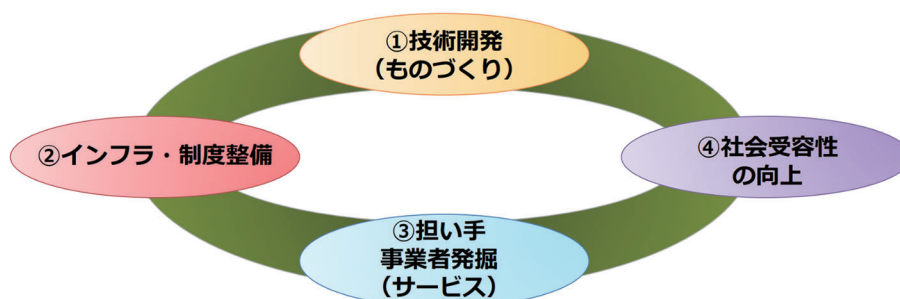 ①技術開発
（ものづくり）
②インフラ・制度整備
③担い手
事業者発掘
（サービス）
④社会受容性
の向上